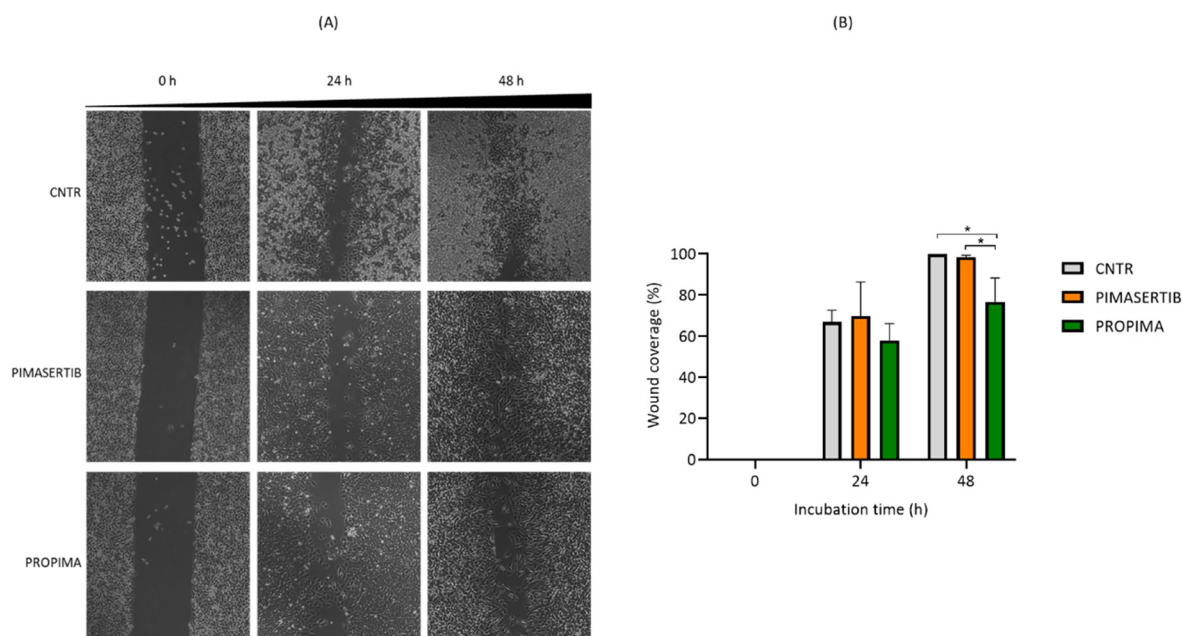 (A)
(B)
0 h
24 h
48 h
CNTR
PIMASERTIB
PROPIMA
Wound coverage (%)
100
80
60
40
20
0
*
*
0
24
48
Incubation time (h)
CNTR
PIMASERTIB
PROPIMA